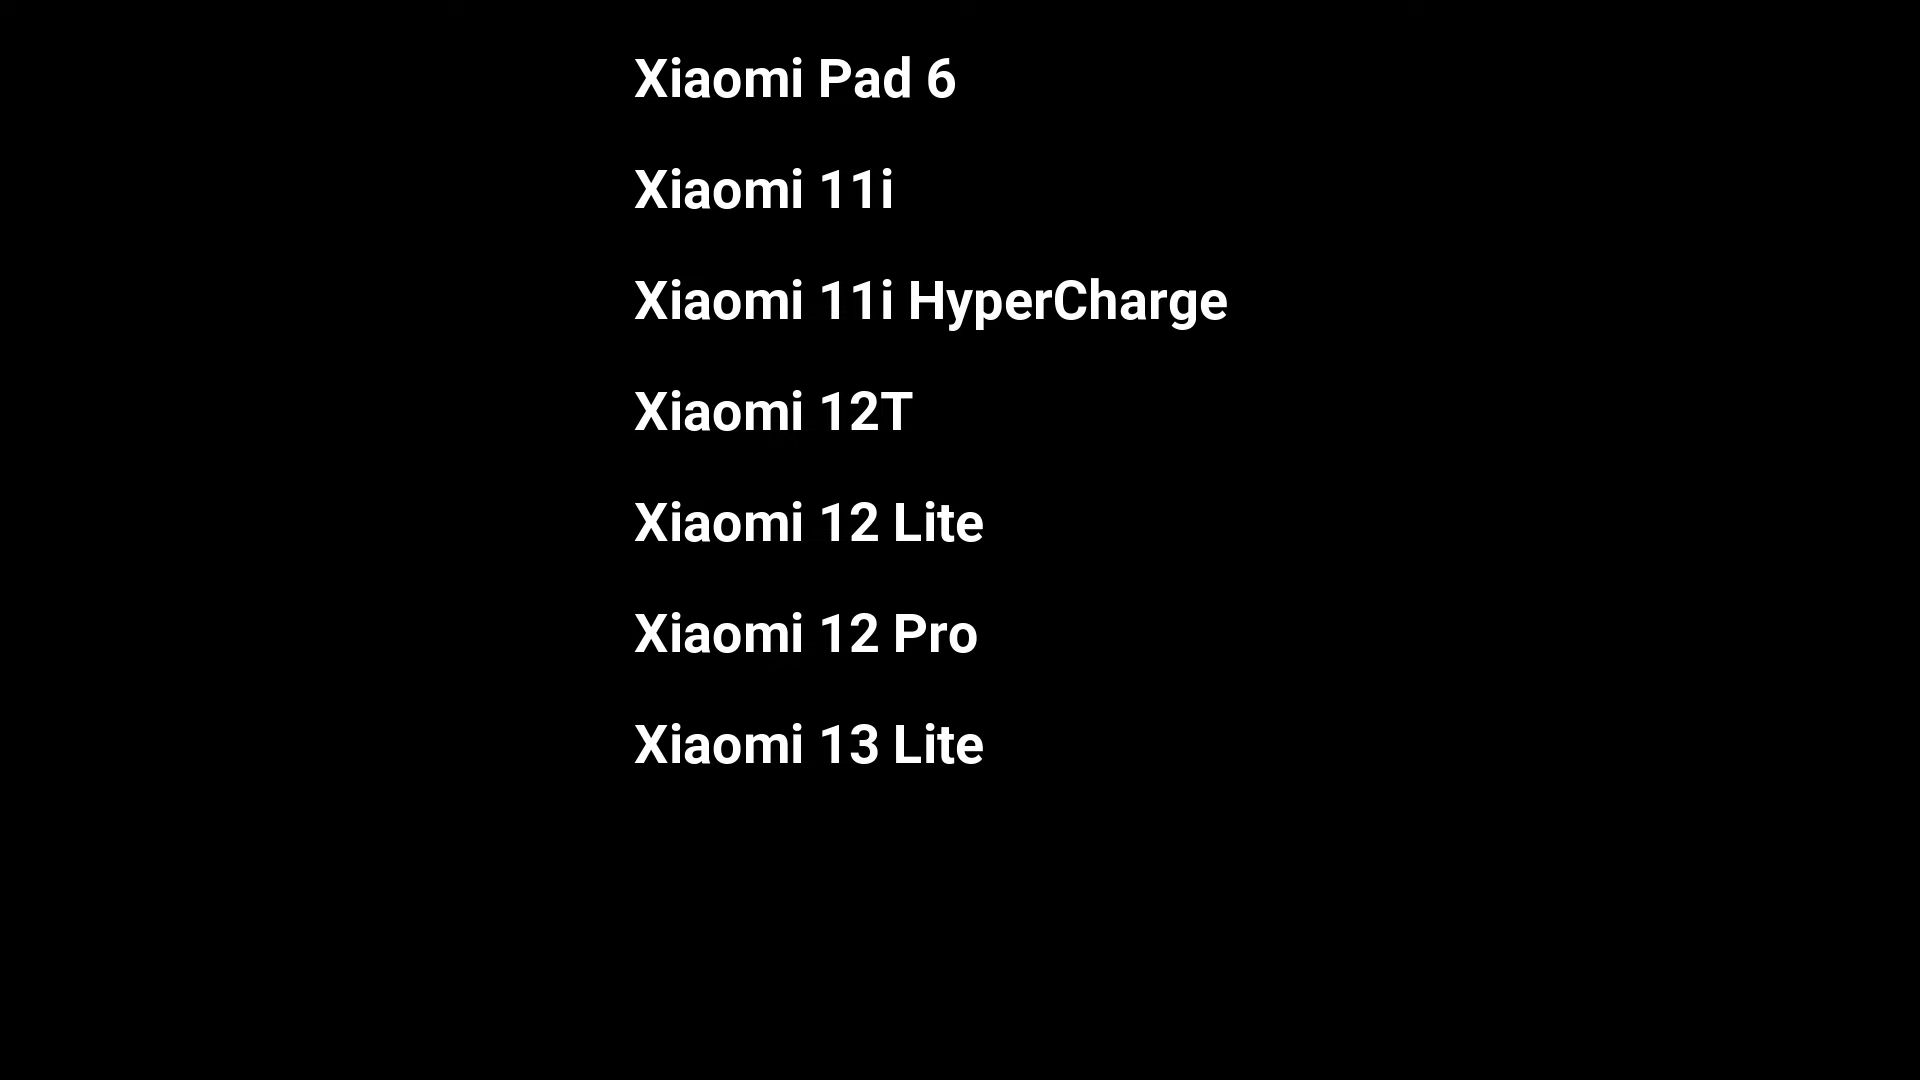 Xiaomi Pad 6
Xiaomi 11i
Xiaomi 11i HyperCharge
Xiaomi 12T
Xiaomi 12 Lite
Xiaomi 12 Pro
Xiaomi 13 Lite